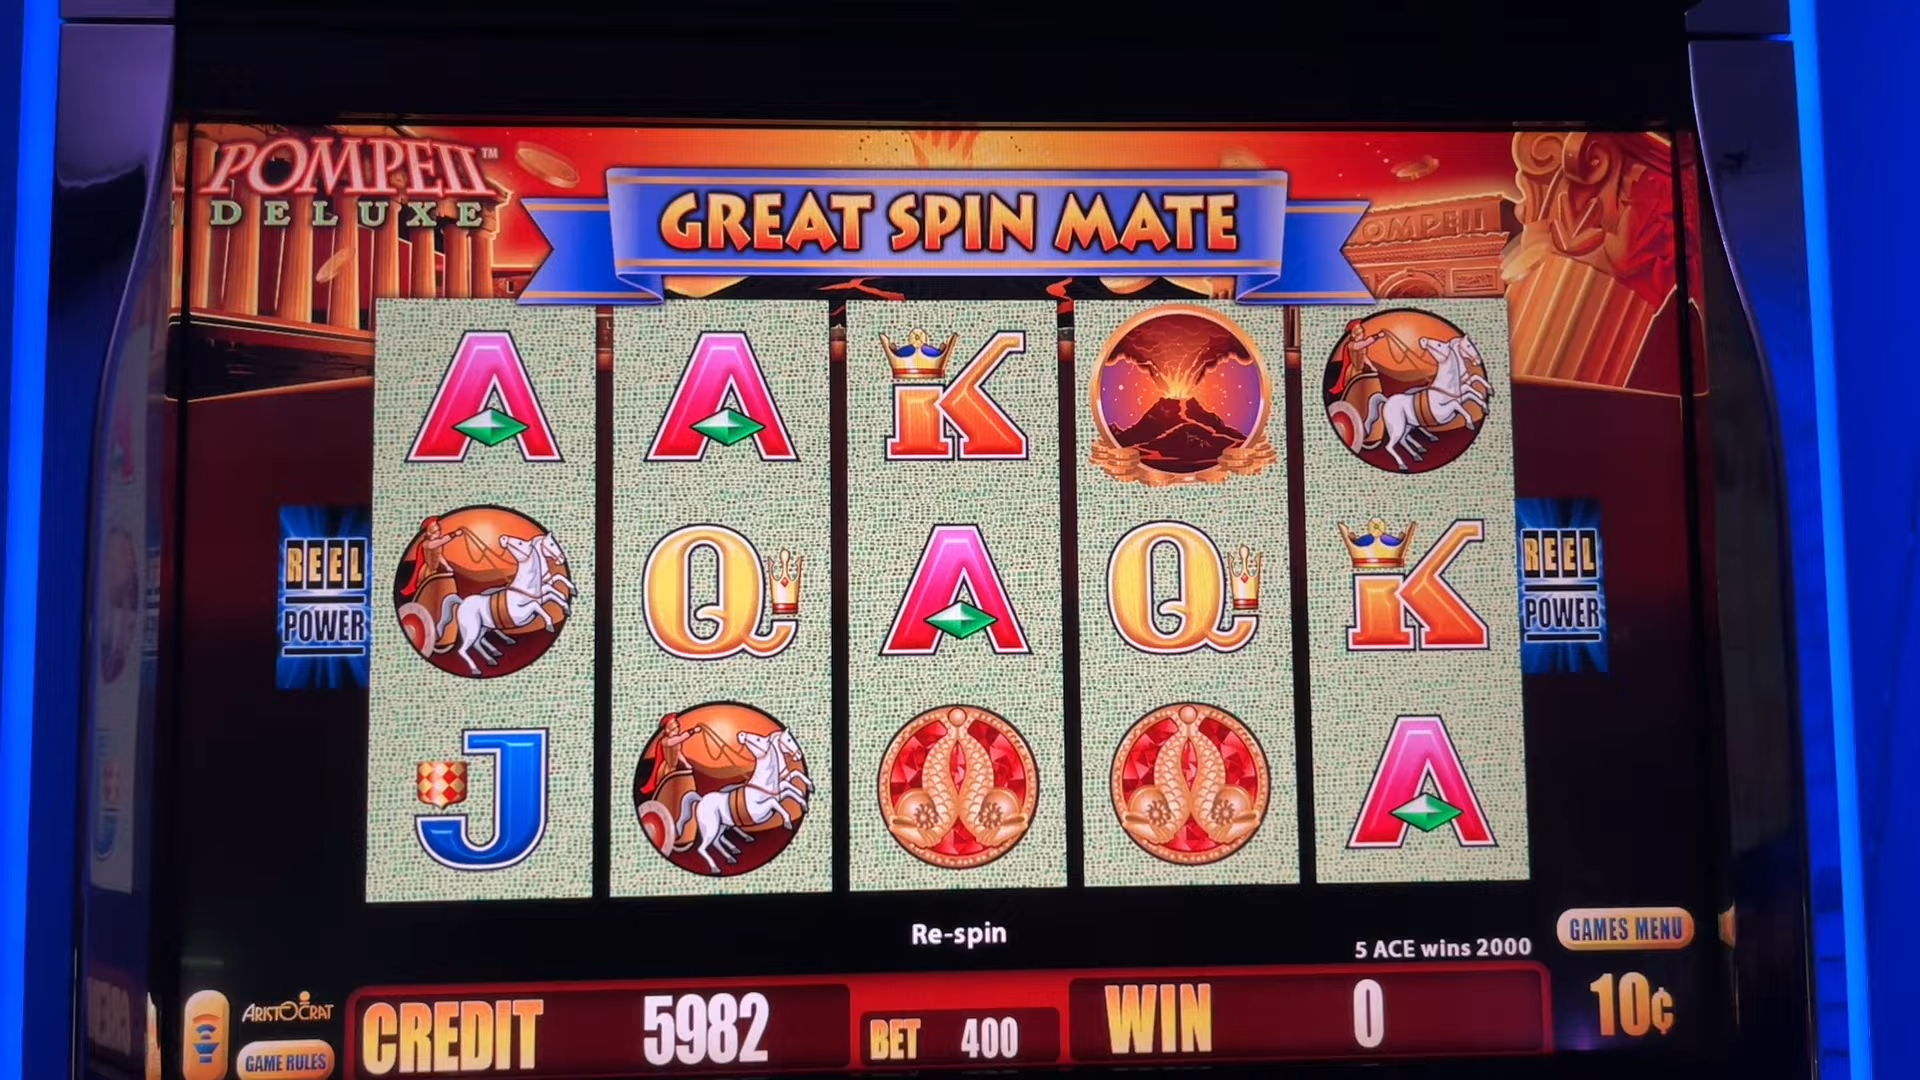 POMPEII™
DELUXE
GREAT SPIN MATE
OMPEII
A A K
Q A Q K
J A
REEL
POWER
REEL
POWER
Re-spin
5 ACE wins 2000
GAMES MENU
ARISTOCRAT
GAME RULES
CREDIT 5982
BET 400
WIN 0
10¢